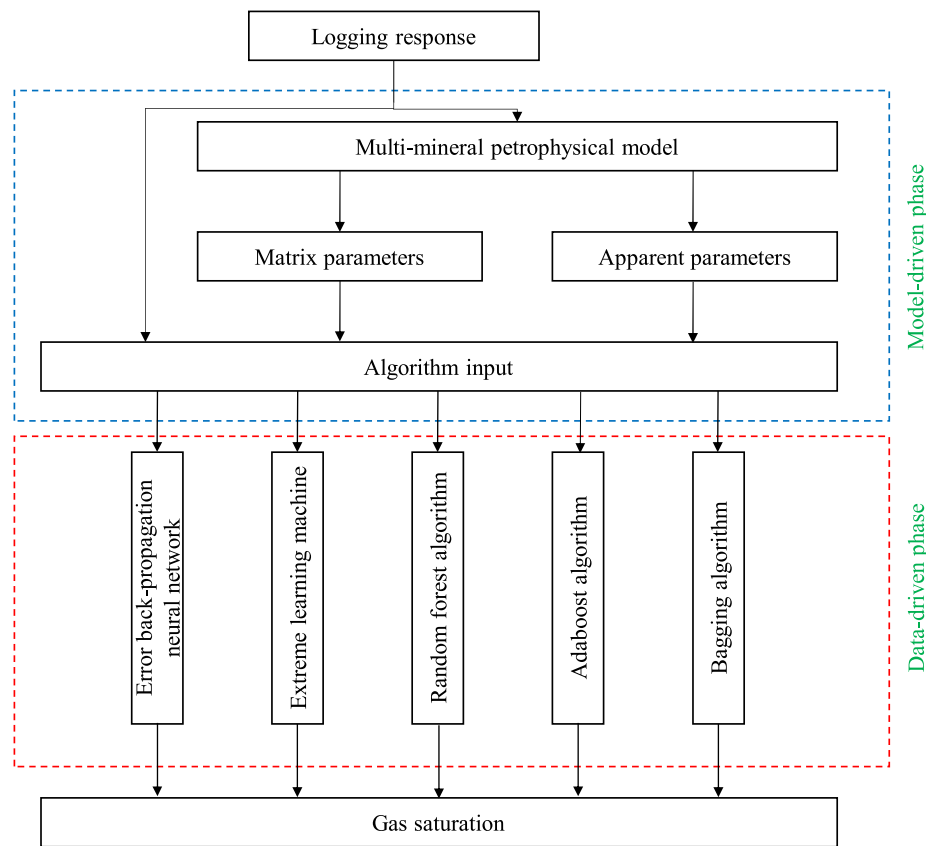 Logging response
Multi-mineral petrophysical model
Matrix parameters
Apparent parameters
Algorithm input
Model-driven phase
Error back-propagation
neural network
Extreme learning machine
Random forest algorithm
Adaboost algorithm
Bagging algorithm
Data-driven phase
Gas saturation